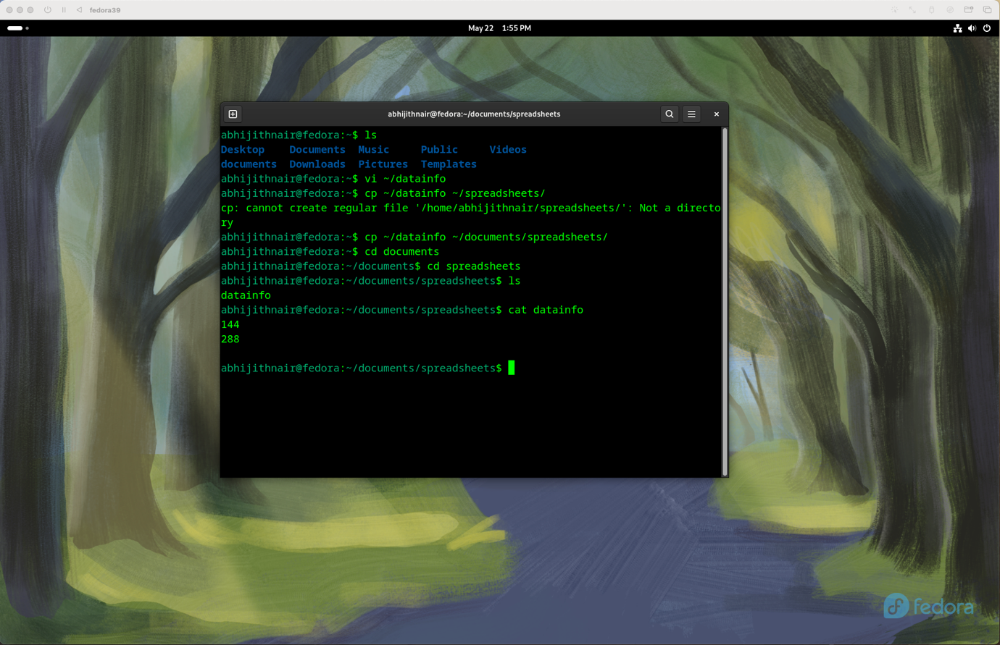 fedora39
May 22 1:55 PM
abhijithnair@fedora:~/documents/spreadsheets
abhijithnair@fedora:~$ ls
Desktop Documents Music Public Videos
documents Downloads Pictures Templates
abhijithnair@fedora:~$ vi ~/datainfo
abhijithnair@fedora:~$ cp ~/datainfo ~/spreadsheets/
cp: cannot create regular file '/home/abhijithnair/spreadsheets/': Not a directo
ry
abhijithnair@fedora:~$ cp ~/datainfo ~/documents/spreadsheets/
abhijithnair@fedora:~$ cd documents
abhijithnair@fedora:~/documents$ cd spreadsheets
abhijithnair@fedora:~/documents/spreadsheets$ ls
datainfo
abhijithnair@fedora:~/documents/spreadsheets$ cat datainfo
144
288
abhijithnair@fedora:~/documents/spreadsheets$
fedora